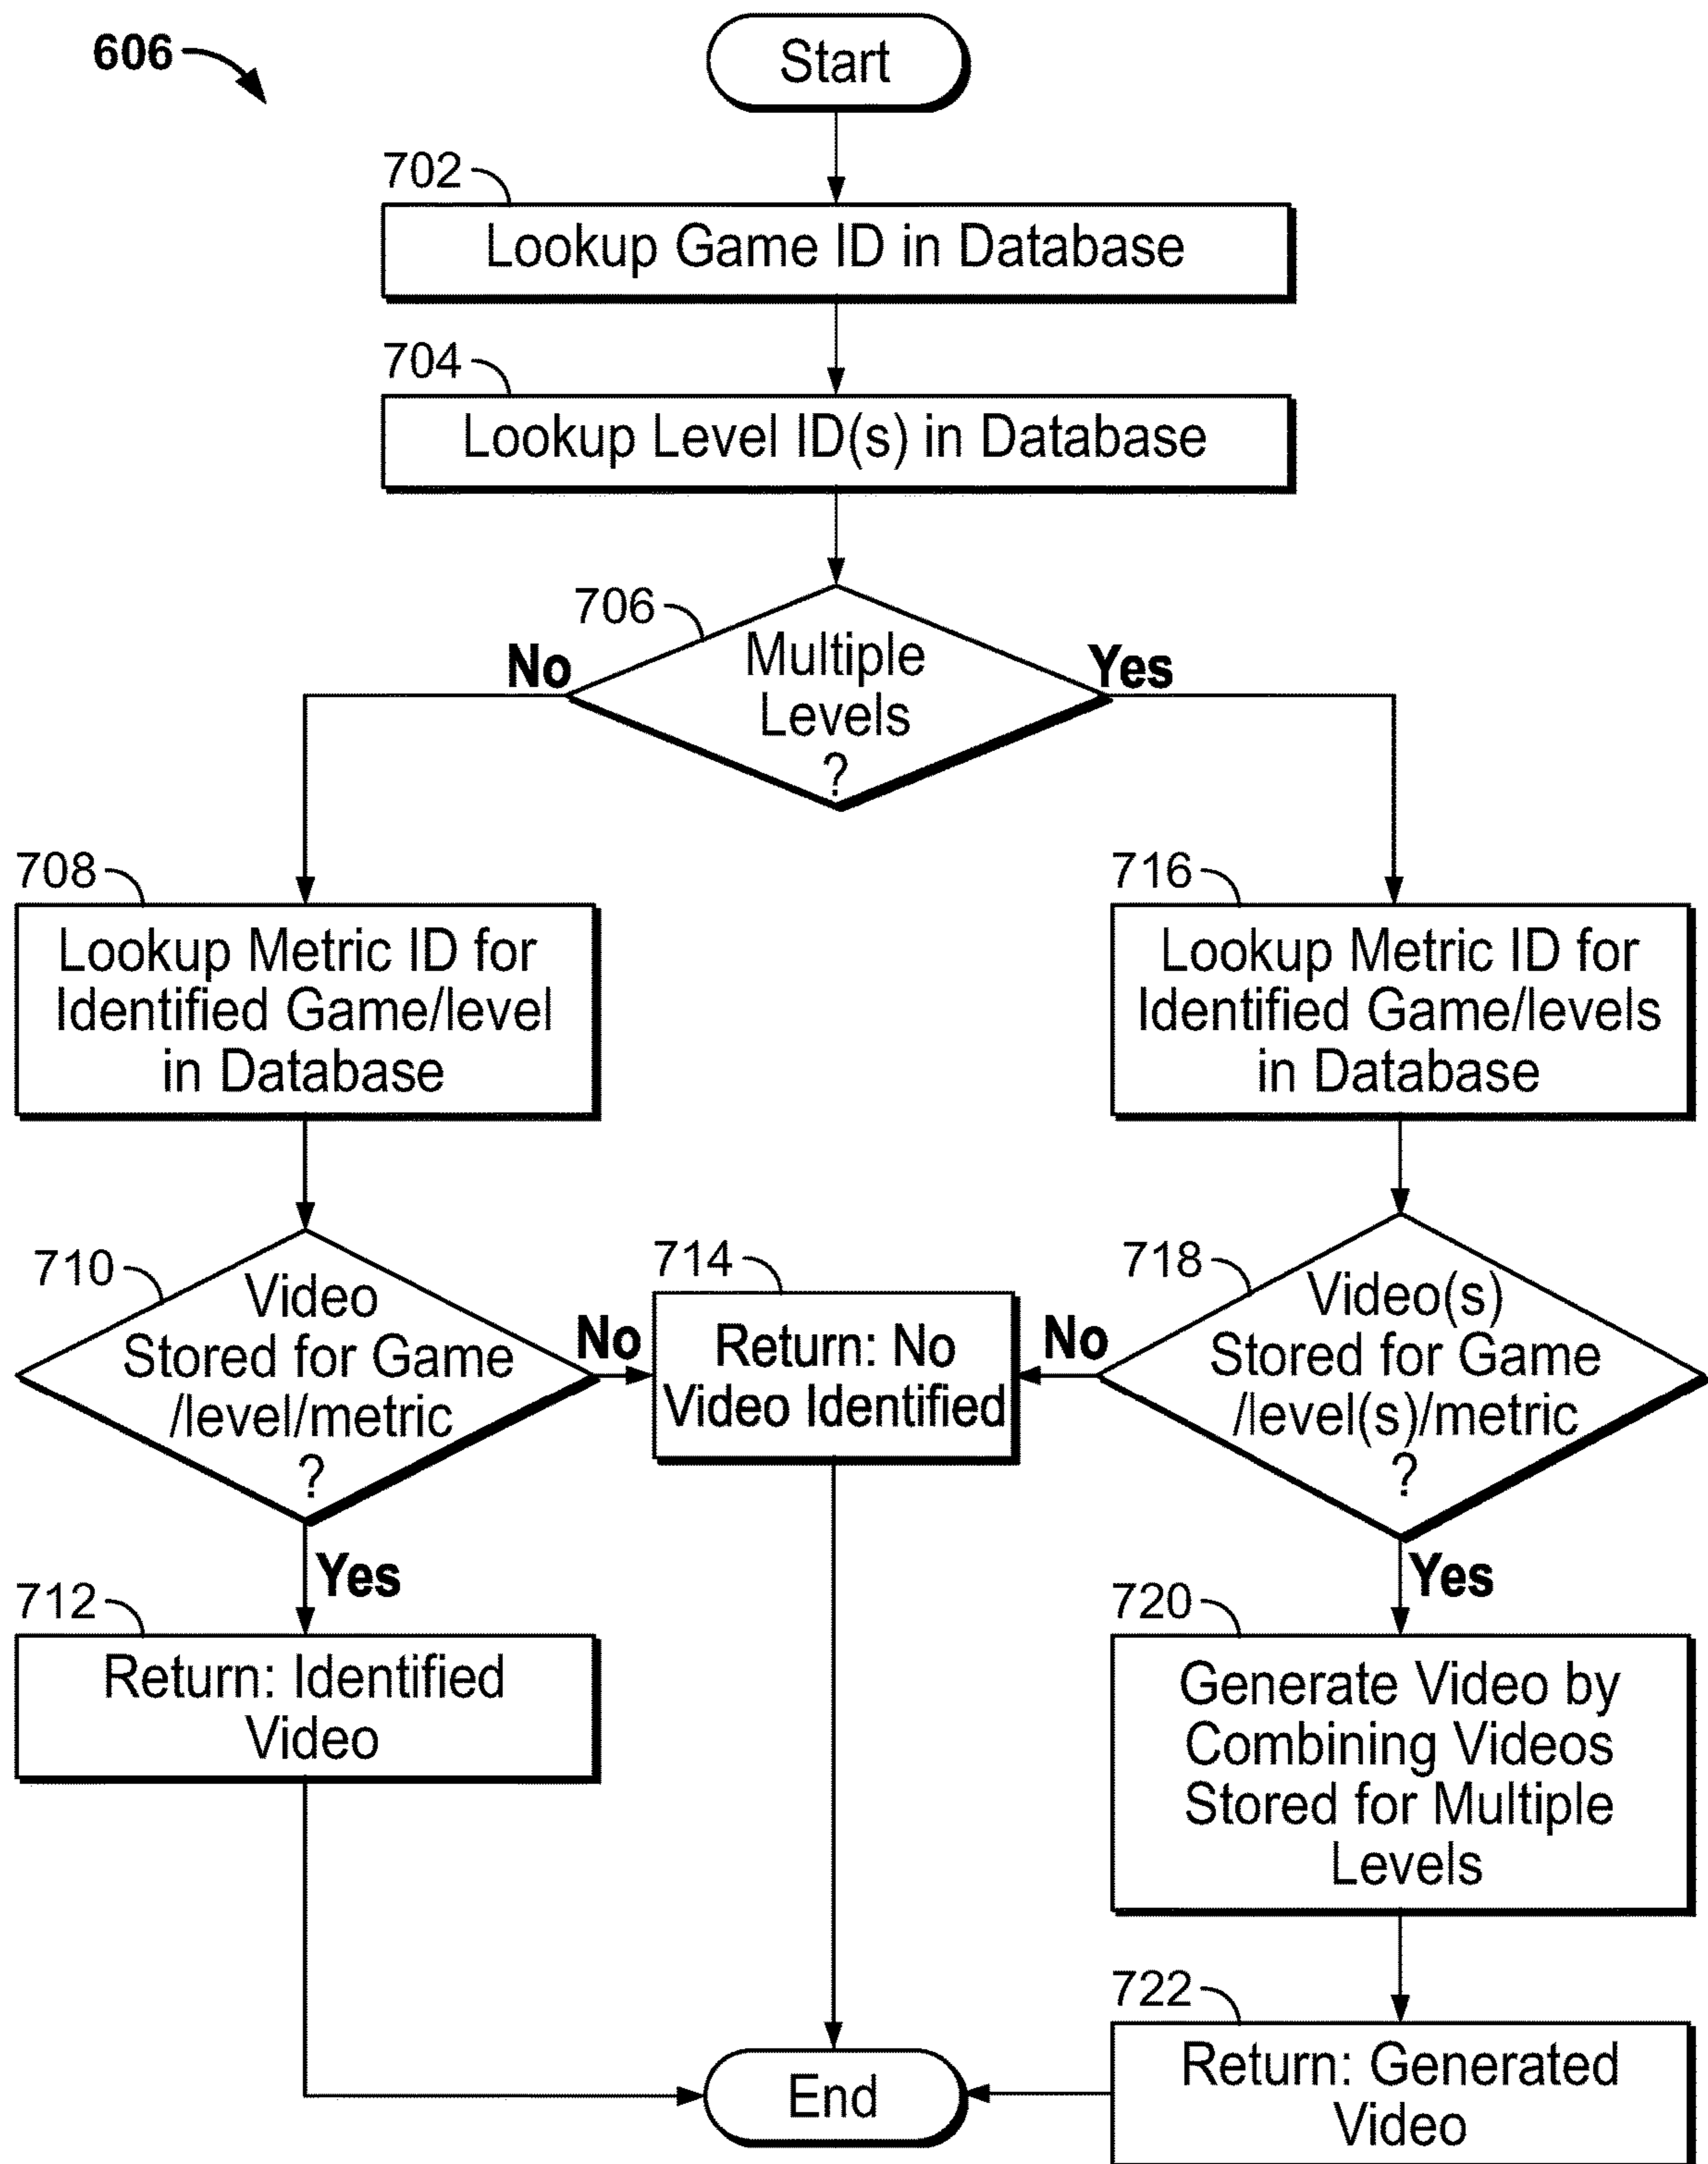 606
Start
702
Lookup Game ID in Database
704
Lookup Level ID(s) in Database
706
No
Multiple
Levels
?
Yes
708
Lookup Metric ID for
Identified Game/level
in Database
716
Lookup Metric ID for
Identified Game/levels
in Database
710
Video
Stored for Game
/level/metric
?
No
714
Return: No
Video Identified
No
718
Video(s)
Stored for Game
/level(s)/metric
?
Yes
712
Return: Identified
Video
Yes
720
Generate Video by
Combining Videos
Stored for Multiple
Levels
722
Return: Generated
Video
End